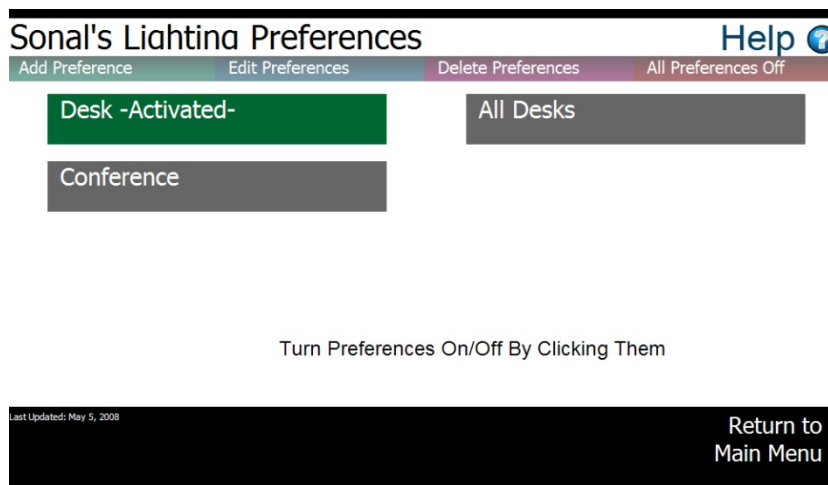 Sonal's Lighting Preferences
Help ?
Add Preference
Edit Preferences
Delete Preferences
All Preferences Off
Desk -Activated-
All Desks
Conference
Turn Preferences On/Off By Clicking Them
Last Updated: May 5, 2008
Return to
Main Menu